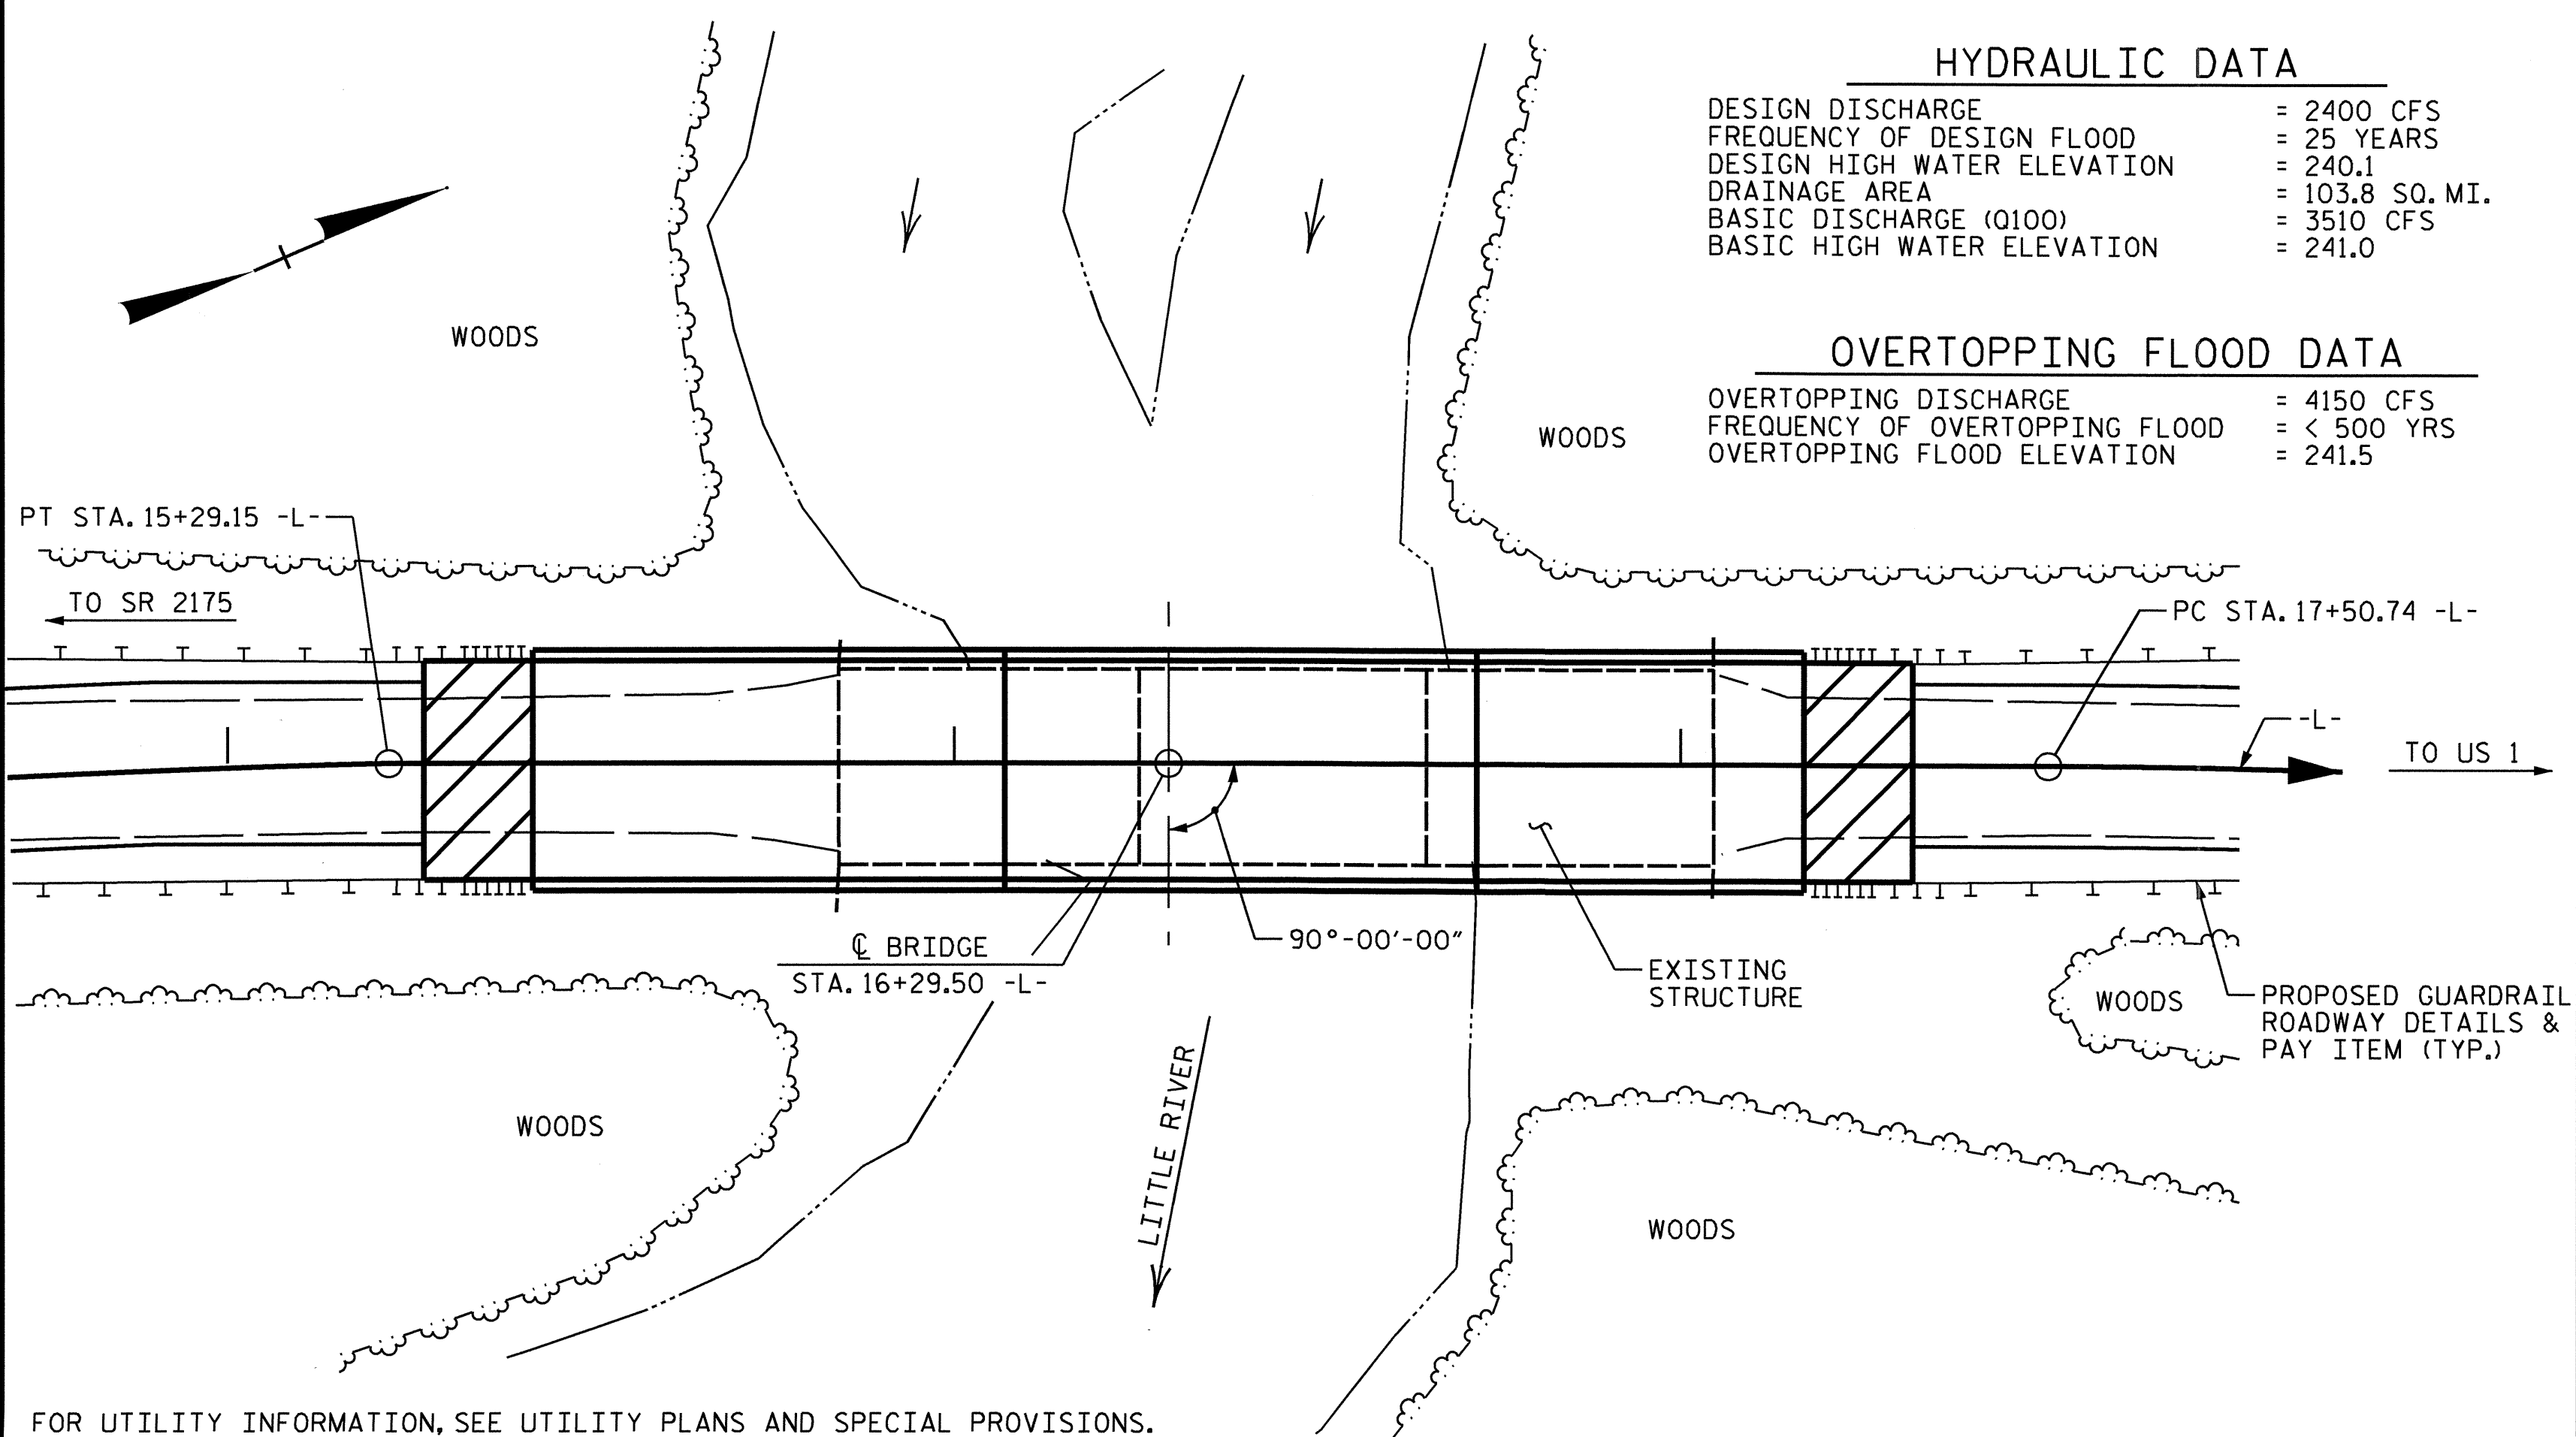 HYDRAULIC DATA
DESIGN DISCHARGE = 2400 CFS
FREQUENCY OF DESIGN FLOOD = 25 YEARS
DESIGN HIGH WATER ELEVATION = 240.1
DRAINAGE AREA = 103.8 SQ. MI.
BASIC DISCHARGE (Q100) = 3510 CFS
BASIC HIGH WATER ELEVATION = 241.0
OVERTOPPING FLOOD DATA
OVERTOPPING DISCHARGE = 4150 CFS
FREQUENCY OF OVERTOPPING FLOOD = < 500 YRS
OVERTOPPING FLOOD ELEVATION = 241.5
WOODS
WOODS
PT STA. 15+29.15 -L-
TO SR 2175
PC STA. 17+50.74 -L-
-L-
TO US 1
℄ BRIDGE
STA. 16+29.50 -L-
90°-00'-00"
EXISTING
STRUCTURE
WOODS
PROPOSED GUARDRAIL
ROADWAY DETAILS &
PAY ITEM (TYP.)
LITTLE RIVER
WOODS
WOODS
FOR UTILITY INFORMATION, SEE UTILITY PLANS AND SPECIAL PROVISIONS.